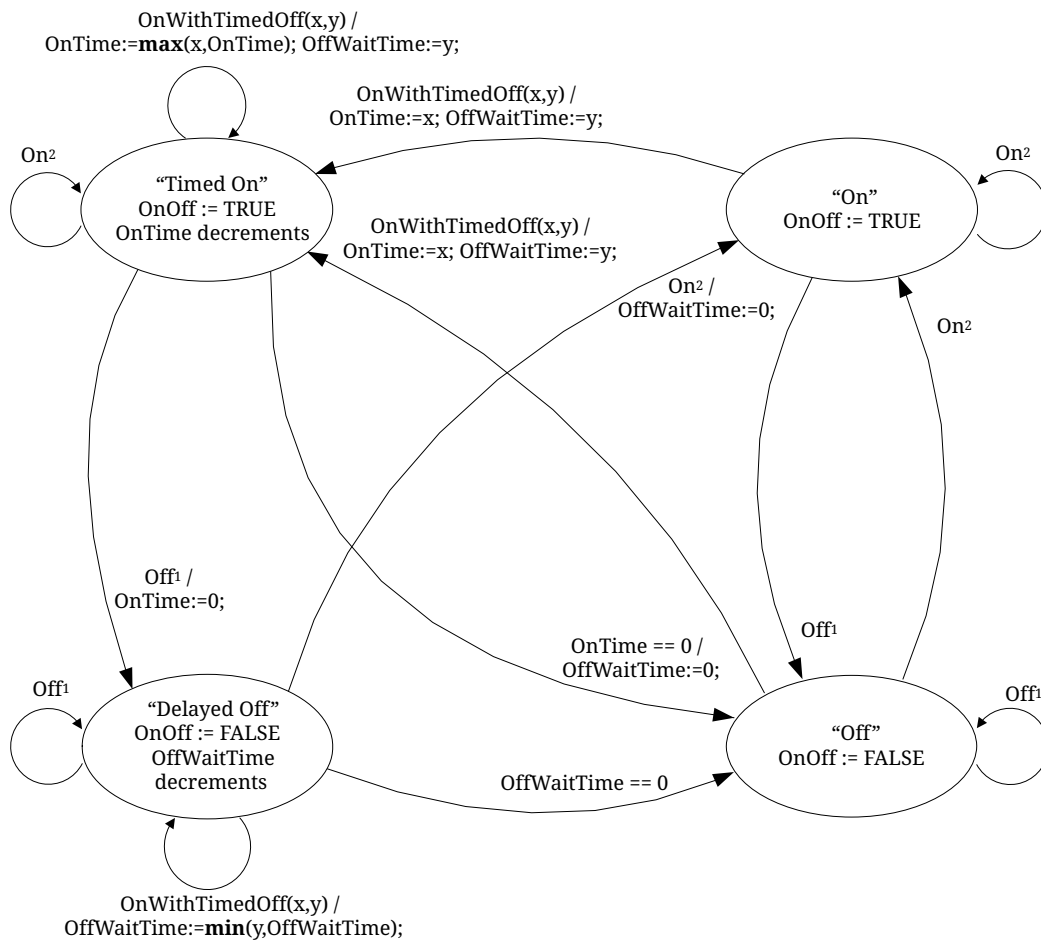 OnWithTimedOff(x,y) /
OnTime:=max(x,OnTime); OffWaitTime:=y;
OnWithTimedOff(x,y) /
OnTime:=x; OffWaitTime:=y;
On²
“Timed On”
OnOff := TRUE
OnTime decrements
On²
“On”
OnOff := TRUE
OnWithTimedOff(x,y) /
OnTime:=x; OffWaitTime:=y;
On² /
OffWaitTime:=0;
On²
Off¹ /
OnTime:=0;
OnTime == 0 /
OffWaitTime:=0;
Off¹
Off¹
“Delayed Off”
OnOff := FALSE
OffWaitTime
decrements
Off¹
“Off”
OnOff := FALSE
OffWaitTime == 0
OnWithTimedOff(x,y) /
OffWaitTime:=min(y,OffWaitTime);